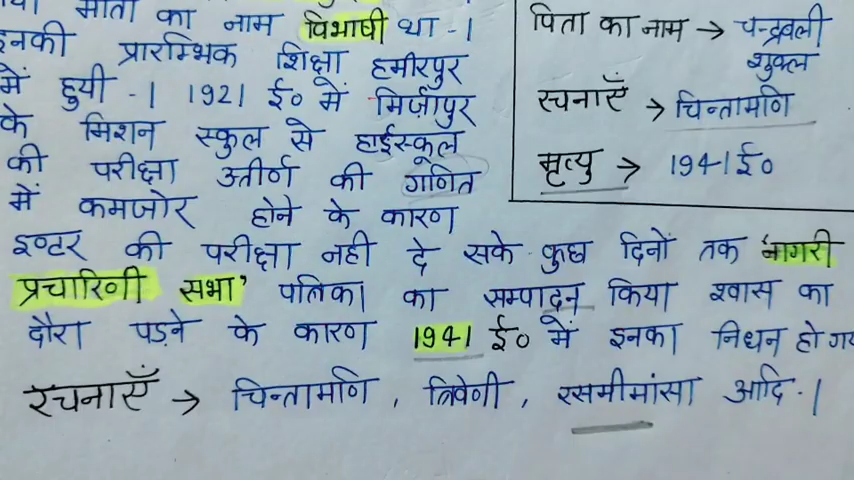 माता का नाम विभाषी था - ।
इनकी प्रारम्भिक शिक्षा हमीरपुर
में हुयी - । 1921 ई० में मिर्ज़ापुर
के मिशन स्कुल से हाईस्कूल
की परीक्षा उतीर्ण की गणित
में कमजोर होने के कारण
इण्टर की परीक्षा नही दे सके कुछ दिनों तक 'नागरी
प्रचारिणी सभा' पत्रिका का सम्पादन किया श्वास का
दौरा पड़ने के कारण 1941 ई० में इनका निधन हो गय
रचनाएँ → चिन्तामणि , त्रिवेणी , रसमीमांसा आदि - ।
पिता का नाम → चन्द्रबली
शुक्ल
रचनाएँ → चिन्तामणि
मृत्यु → 1941 ई०